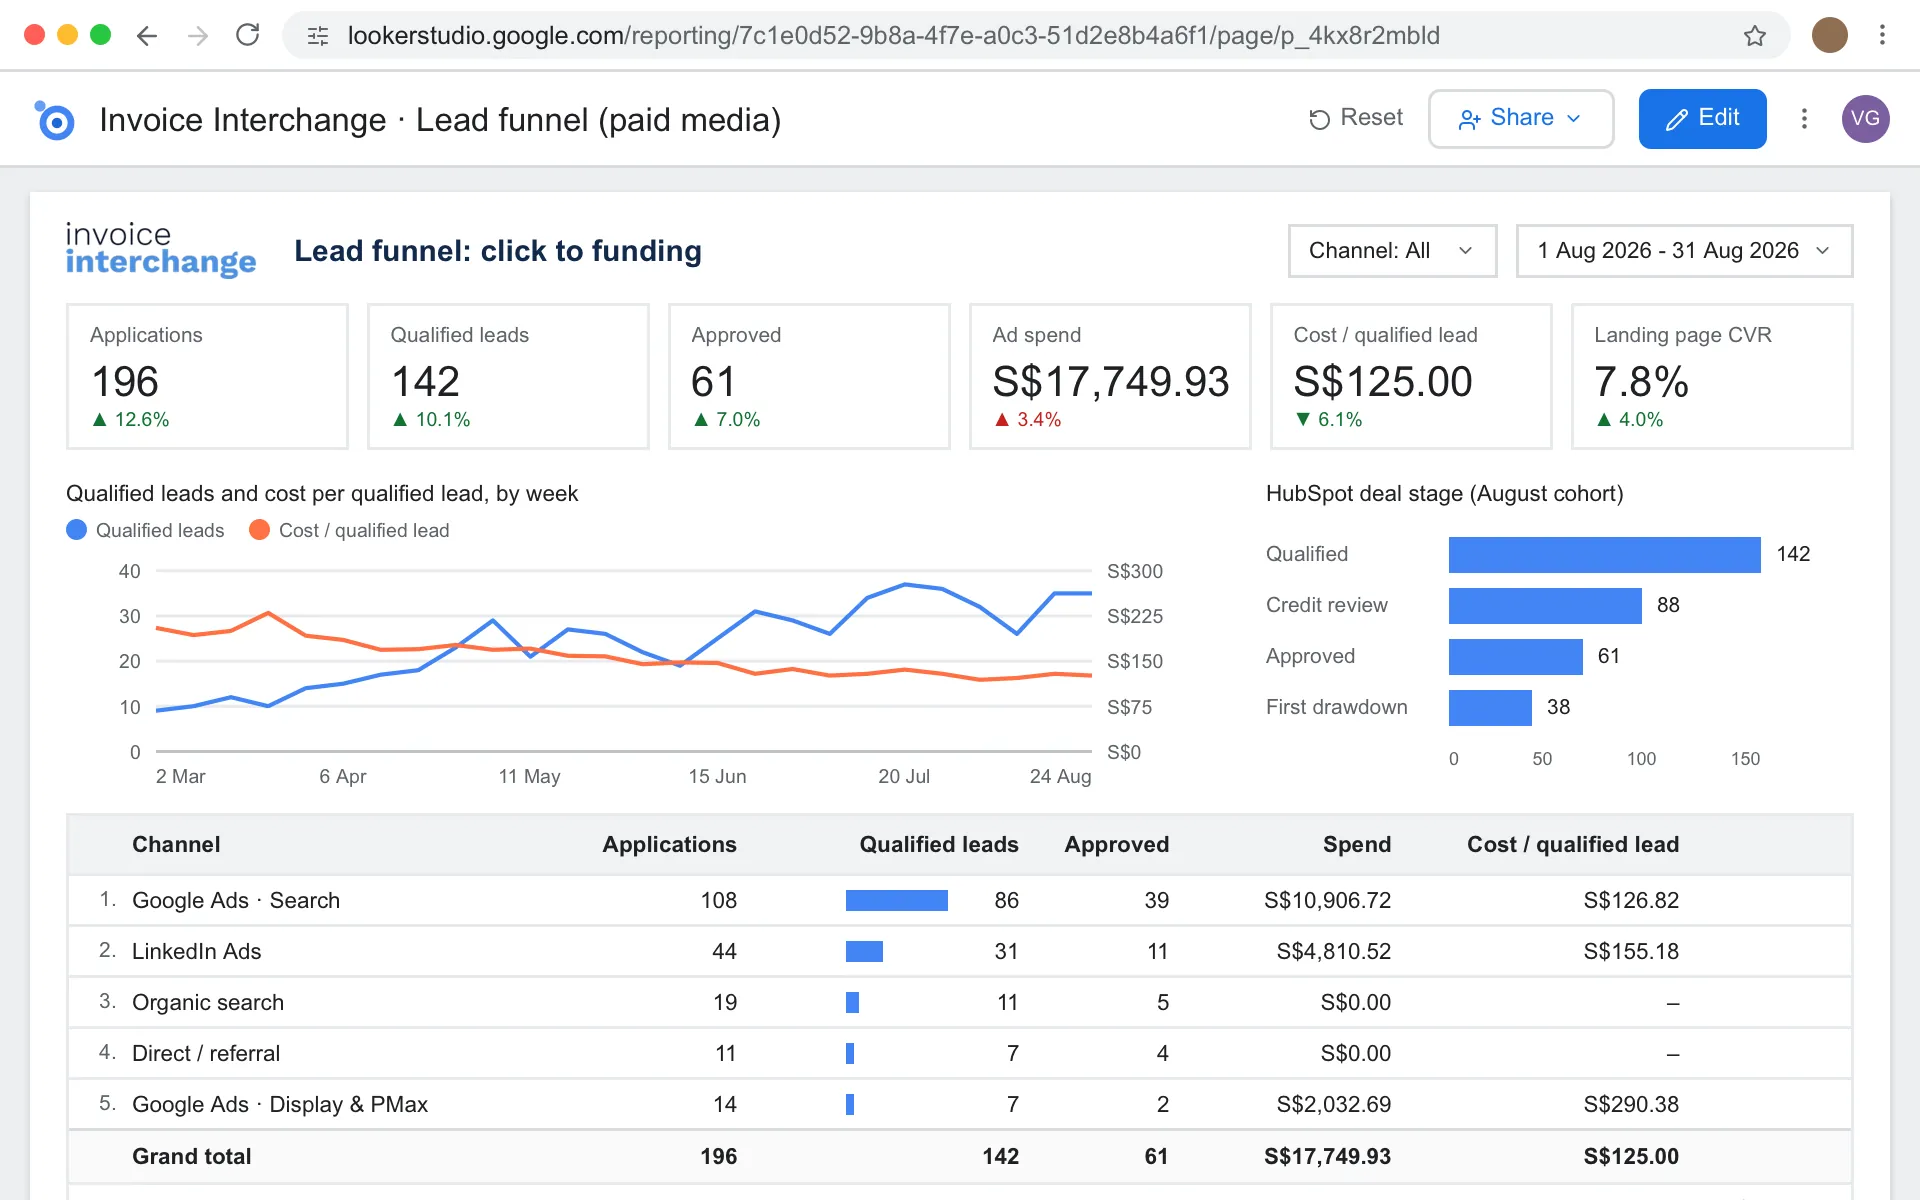 lookerstudio.google.com/reporting/7c1e0d52-9b8a-4f7e-a0c3-51d2e8b4a6f1/page/p_4kx8r2mbld
Invoice Interchange · Lead funnel (paid media)
Reset
Share
Edit
VG
invoice
interchange
Lead funnel: click to funding
Channel: All
1 Aug 2026 - 31 Aug 2026
Applications
196
▲ 12.6%
Qualified leads
142
▲ 10.1%
Approved
61
▲ 7.0%
Ad spend
S$17,749.93
▲ 3.4%
Cost / qualified lead
S$125.00
▼ 6.1%
Landing page CVR
7.8%
▲ 4.0%
Qualified leads and cost per qualified lead, by week
Qualified leads
Cost / qualified lead
40 S$300
30 S$225
20 S$150
10 S$75
0 S$0
2 Mar 6 Apr 11 May 15 Jun 20 Jul 24 Aug
HubSpot deal stage (August cohort)
Qualified 142
Credit review 88
Approved 61
First drawdown 38
0 50 100 150
Channel Applications Qualified leads Approved Spend Cost / qualified lead
1. Google Ads · Search 108 86 39 S$10,906.72 S$126.82
2. LinkedIn Ads 44 31 11 S$4,810.52 S$155.18
3. Organic search 19 11 5 S$0.00 –
4. Direct / referral 11 7 4 S$0.00 –
5. Google Ads · Display & PMax 14 7 2 S$2,032.69 S$290.38
Grand total 196 142 61 S$17,749.93 S$125.00